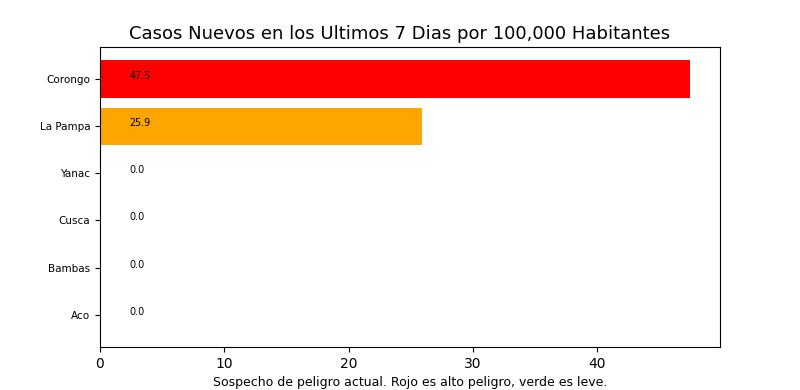 Casos Nuevos en los Ultimos 7 Dias por 100,000 Habitantes
Corongo 47.5
La Pampa 25.9
Yanac 0.0
Cusca 0.0
Bambas 0.0
Aco 0.0
0 10 20 30 40
Sospecho de peligro actual. Rojo es alto peligro, verde es leve.